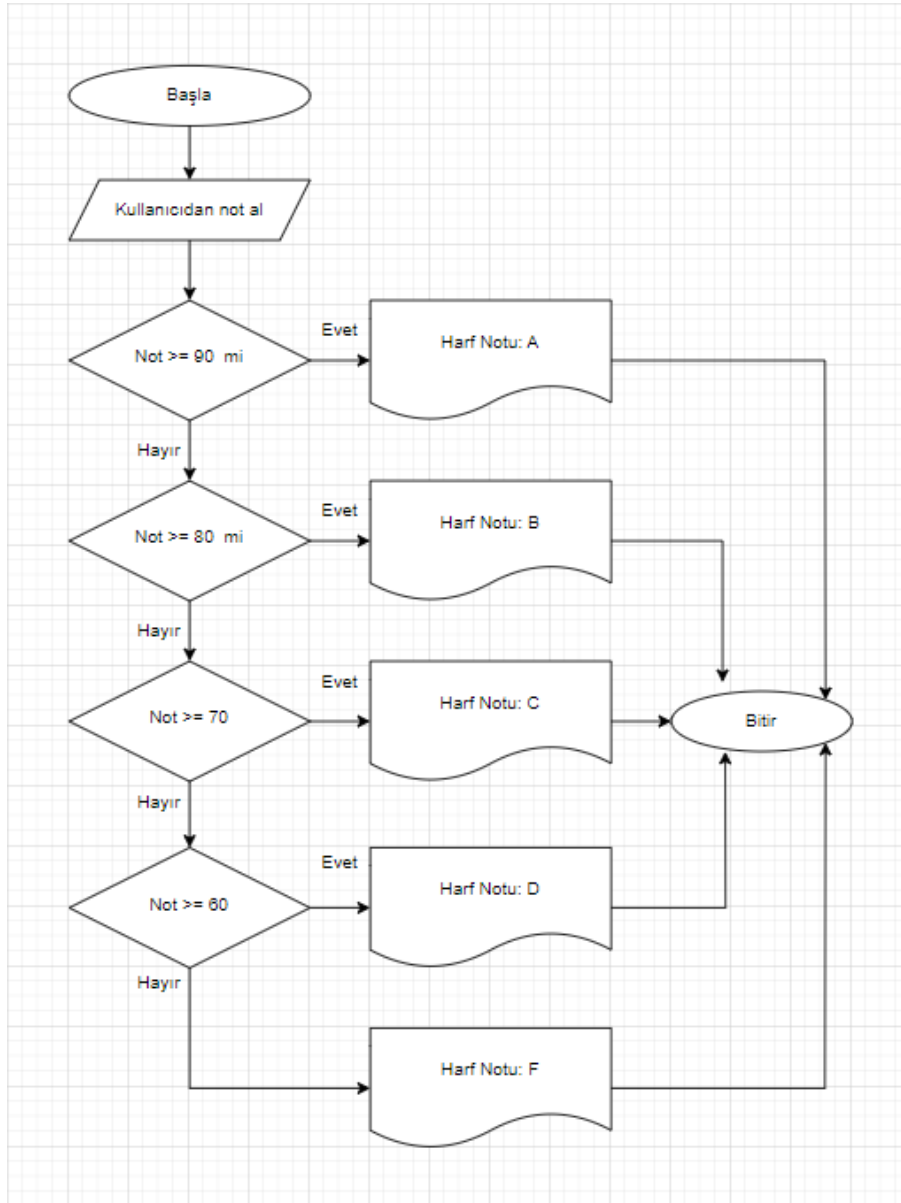 Başla
Kullanıcıdan not al
Not >= 90  mi
Evet
Harf Notu: A
Hayır
Not >= 80  mi
Evet
Harf Notu: B
Hayır
Not >= 70
Evet
Harf Notu: C
Bitir
Hayır
Not >= 60
Evet
Harf Notu: D
Hayır
Harf Notu: F